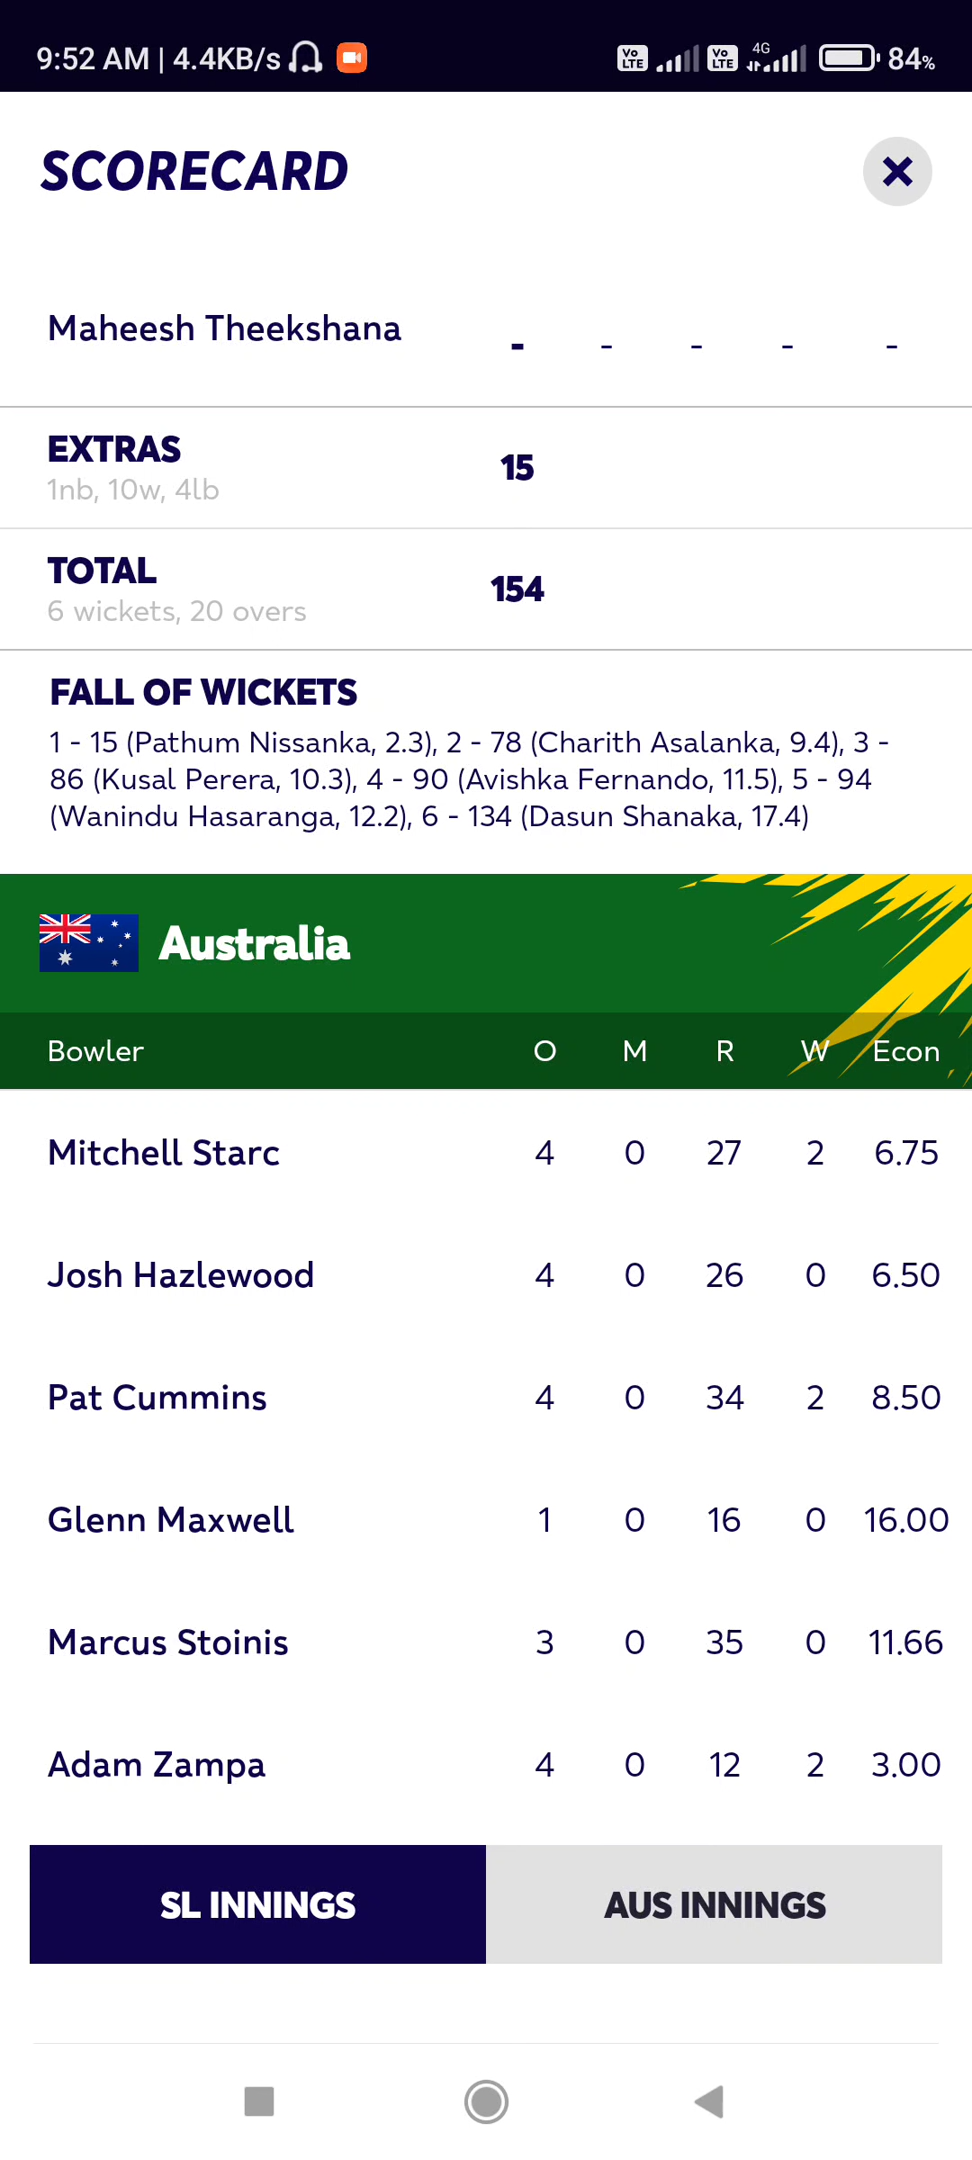 9:52 AM | 4.4KB/s Vo LTE Vo LTE 4G 84%
SCORECARD
Maheesh Theekshana - - - - -
EXTRAS 15
1nb, 10w, 4lb
TOTAL 154
6 wickets, 20 overs
FALL OF WICKETS
1 - 15 (Pathum Nissanka, 2.3), 2 - 78 (Charith Asalanka, 9.4), 3 -
86 (Kusal Perera, 10.3), 4 - 90 (Avishka Fernando, 11.5), 5 - 94
(Wanindu Hasaranga, 12.2), 6 - 134 (Dasun Shanaka, 17.4)
Australia
Bowler O M R W Econ
Mitchell Starc 4 0 27 2 6.75
Josh Hazlewood 4 0 26 0 6.50
Pat Cummins 4 0 34 2 8.50
Glenn Maxwell 1 0 16 0 16.00
Marcus Stoinis 3 0 35 0 11.66
Adam Zampa 4 0 12 2 3.00
SL INNINGS AUS INNINGS